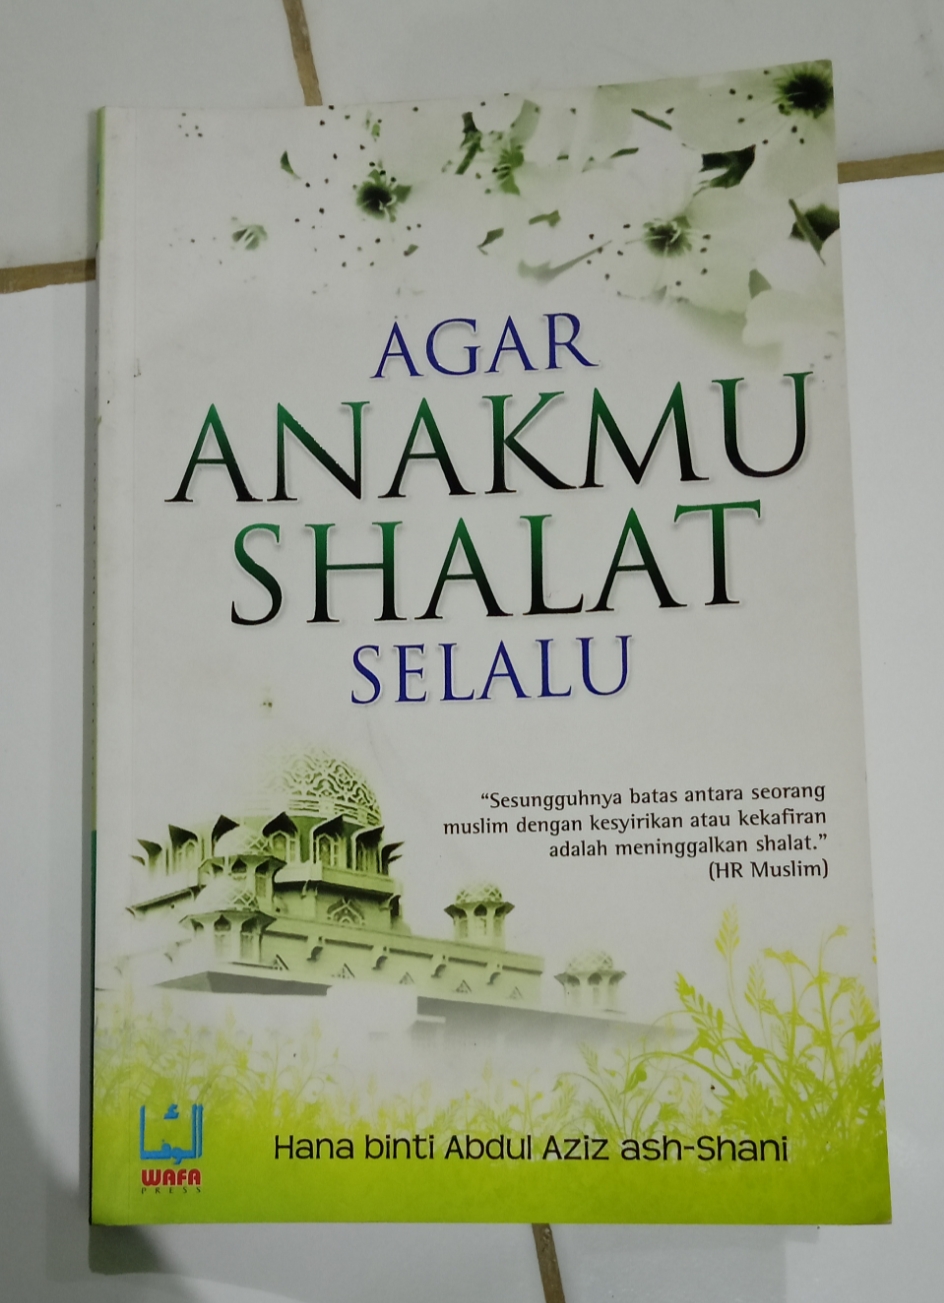 AGAR
ANAKMU
SHALAT
SELALU
“Sesungguhnya batas antara seorang
muslim dengan kesyirikan atau kekafiran
adalah meninggalkan shalat.”
(HR Muslim)
الوفاء
WAFA
PRESS
Hana binti Abdul Aziz ash-Shani